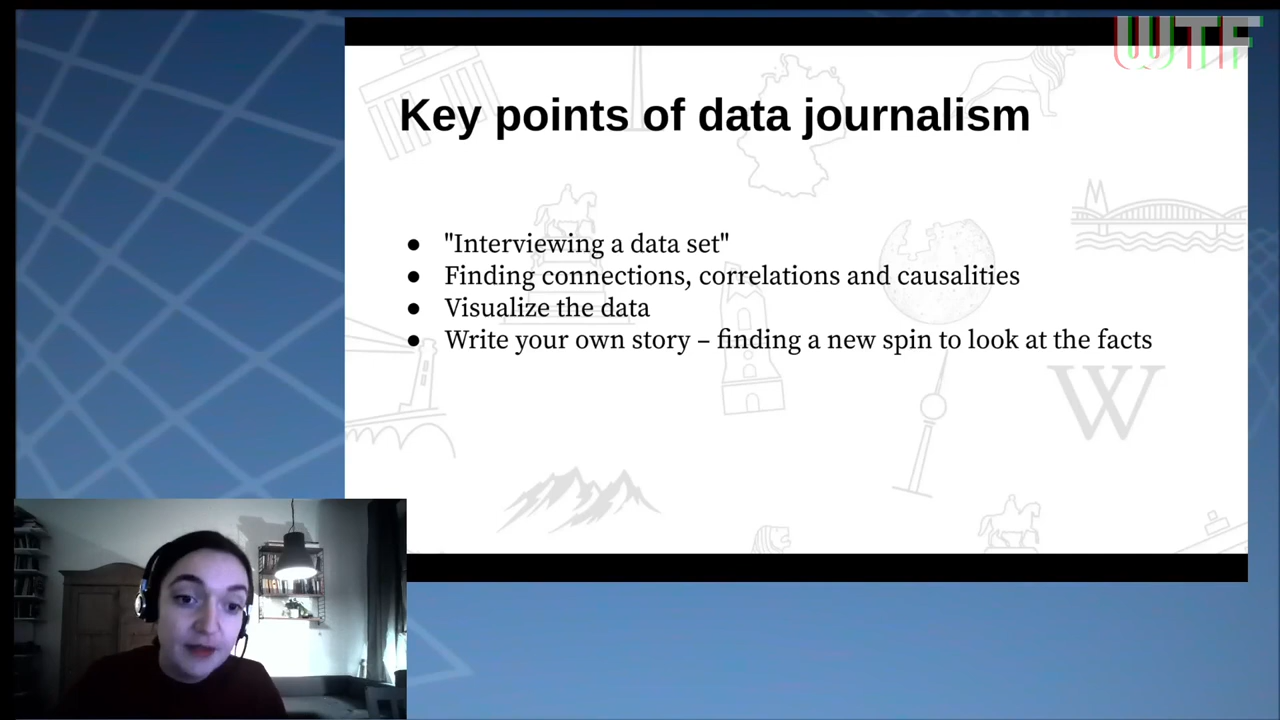 WTF
Key points of data journalism
● "Interviewing a data set"
● Finding connections, correlations and causalities
● Visualize the data
● Write your own story – finding a new spin to look at the facts
W